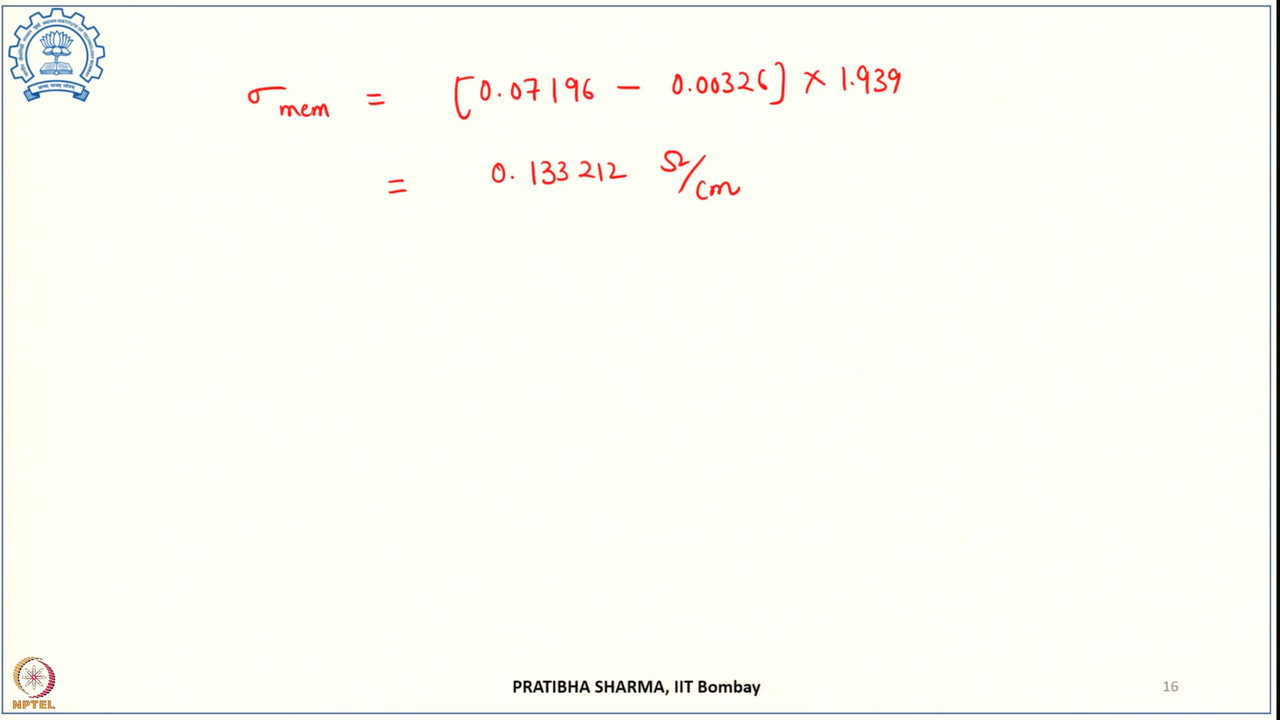 σmem = [0.07196 − 0.00326] × 1.939
= 0.133212 Ω/cm
NPTEL
PRATIBHA SHARMA, IIT Bombay
16